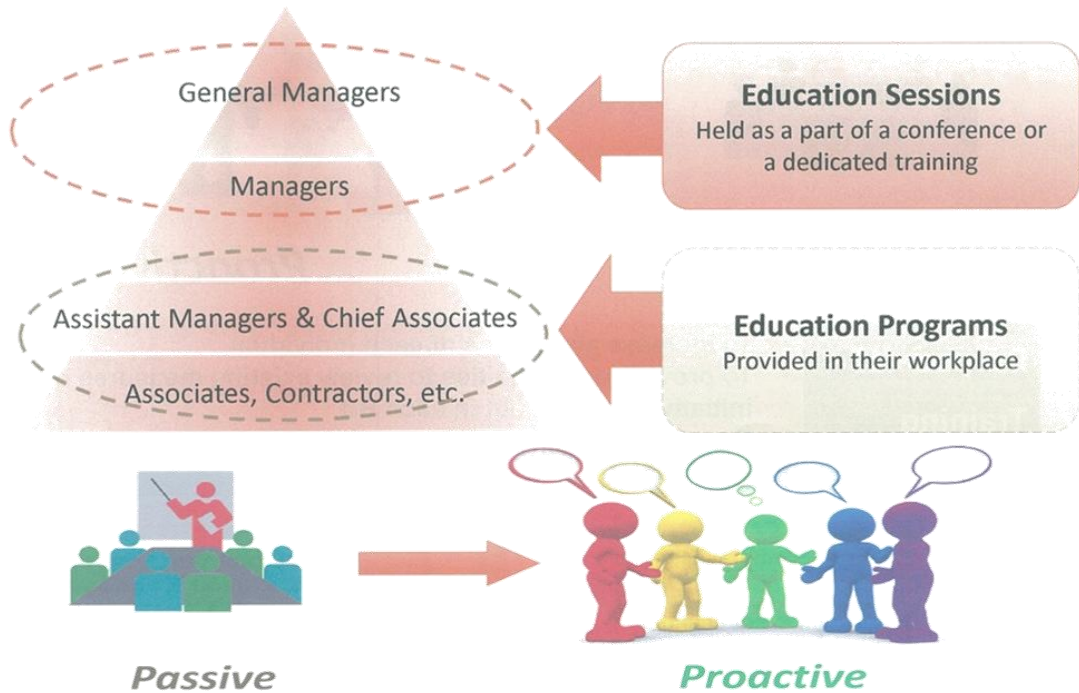 General Managers
Managers
Assistant Managers & Chief Associates
Associates, Contractors, etc.
Education Sessions
Held as a part of a conference or
a dedicated training
Education Programs
Provided in their workplace
Passive
Proactive